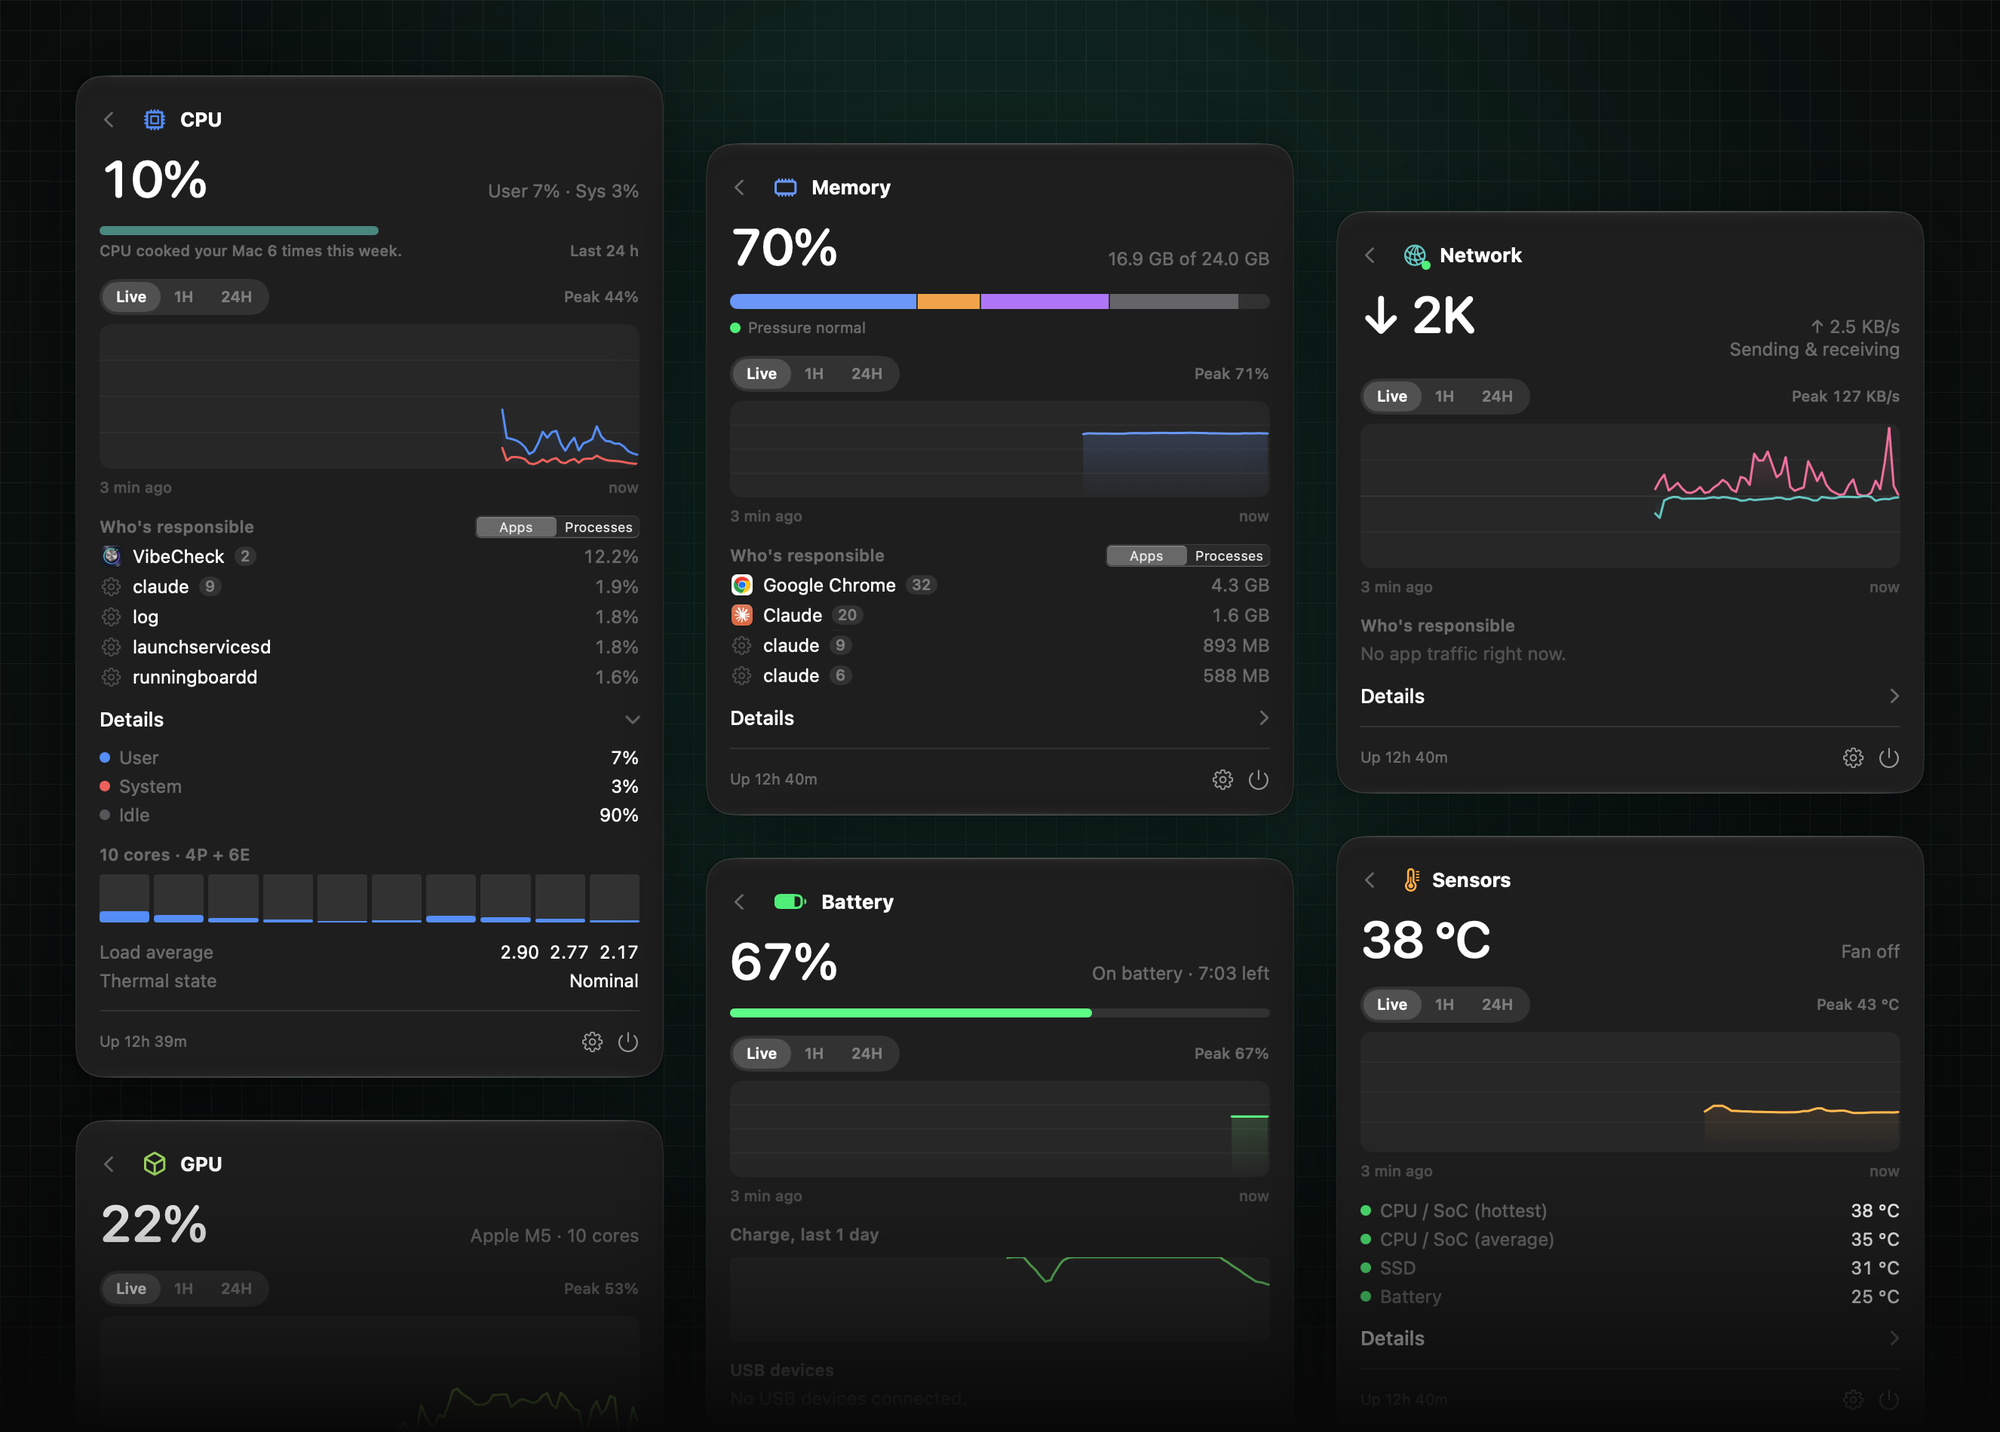 CPU
10%
User 7% · Sys 3%
CPU cooked your Mac 6 times this week.
Last 24 h
Live 1H 24H
Peak 44%
3 min ago
now
Who's responsible
Apps Processes
VibeCheck 2 12.2%
claude 9 1.9%
log 1.8%
launchservicesd 1.8%
runningboardd 1.6%
Details
User 7%
System 3%
Idle 90%
10 cores · 4P + 6E
Load average 2.90 2.77 2.17
Thermal state Nominal
Up 12h 39m
GPU
22%
Apple M5 · 10 cores
Live 1H 24H
Peak 53%
Memory
70%
16.9 GB of 24.0 GB
Pressure normal
Live 1H 24H
Peak 71%
3 min ago
now
Who's responsible
Apps Processes
Google Chrome 32 4.3 GB
Claude 20 1.6 GB
claude 9 893 MB
claude 6 588 MB
Details
Up 12h 40m
Battery
67%
On battery · 7:03 left
Live 1H 24H
Peak 67%
3 min ago
now
Charge, last 1 day
USB devices
No USB devices connected.
Network
↓ 2K
↑ 2.5 KB/s
Sending & receiving
Live 1H 24H
Peak 127 KB/s
3 min ago
now
Who's responsible
No app traffic right now.
Details
Up 12h 40m
Sensors
38 °C
Fan off
Live 1H 24H
Peak 43 °C
3 min ago
now
CPU / SoC (hottest) 38 °C
CPU / SoC (average) 35 °C
SSD 31 °C
Battery 25 °C
Details
Up 12h 40m